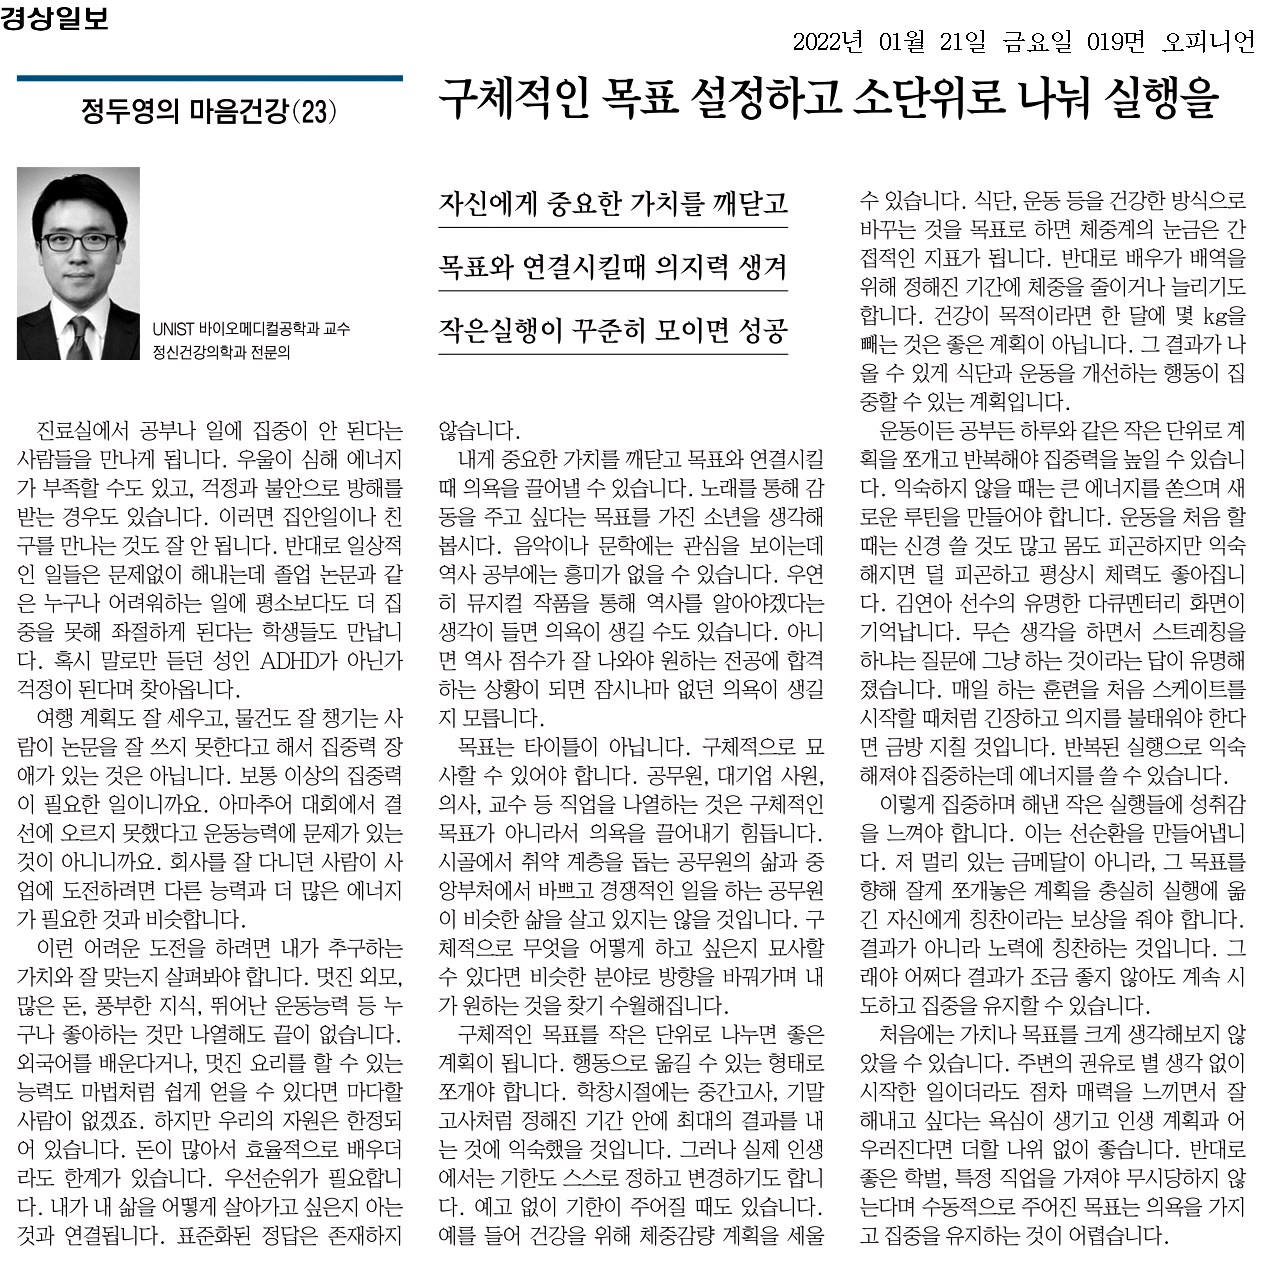 경상일보
2022년 01월 21일 금요일 019면 오피니언
정두영의 마음건강(23)
구체적인 목표 설정하고 소단위로 나눠 실행을
UNIST 바이오메디컬공학과 교수
정신건강의학과 전문의
자신에게 중요한 가치를 깨닫고
목표와 연결시킬때 의지력 생겨
작은실행이 꾸준히 모이면 성공
진료실에서 공부나 일에 집중이 안 된다는
사람들을 만나게 됩니다. 우울이 심해 에너지
가 부족할 수도 있고, 걱정과 불안으로 방해를
받는 경우도 있습니다. 이러면 집안일이나 친
구를 만나는 것도 잘 안 됩니다. 반대로 일상적
인 일들은 문제없이 해내는데 졸업 논문과 같
은 누구나 어려워하는 일에 평소보다도 더 집
중을 못해 좌절하게 된다는 학생들도 만납니
다. 혹시 말로만 듣던 성인 ADHD가 아닌가
걱정이 된다며 찾아옵니다.
여행 계획도 잘 세우고, 물건도 잘 챙기는 사
람이 논문을 잘 쓰지 못한다고 해서 집중력 장
애가 있는 것은 아닙니다. 보통 이상의 집중력
이 필요한 일이니까요. 아마추어 대회에서 결
선에 오르지 못했다고 운동능력에 문제가 있는
것이 아니니까요. 회사를 잘 다니던 사람이 사
업에 도전하려면 다른 능력과 더 많은 에너지
가 필요한 것과 비슷합니다.
이런 어려운 도전을 하려면 내가 추구하는
가치와 잘 맞는지 살펴봐야 합니다. 멋진 외모,
많은 돈, 풍부한 지식, 뛰어난 운동능력 등 누
구나 좋아하는 것만 나열해도 끝이 없습니다.
외국어를 배운다거나, 멋진 요리를 할 수 있는
능력도 마법처럼 쉽게 얻을 수 있다면 마다할
사람이 없겠죠. 하지만 우리의 자원은 한정되
어 있습니다. 돈이 많아서 효율적으로 배우더
라도 한계가 있습니다. 우선순위가 필요합니
다. 내가 내 삶을 어떻게 살아가고 싶은지 아는
것과 연결됩니다. 표준화된 정답은 존재하지
않습니다.
내게 중요한 가치를 깨닫고 목표와 연결시킬
때 의욕을 끌어낼 수 있습니다. 노래를 통해 감
동을 주고 싶다는 목표를 가진 소년을 생각해
봅시다. 음악이나 문학에는 관심을 보이는데
역사 공부에는 흥미가 없을 수 있습니다. 우연
히 뮤지컬 작품을 통해 역사를 알아야겠다는
생각이 들면 의욕이 생길 수도 있습니다. 아니
면 역사 점수가 잘 나와야 원하는 전공에 합격
하는 상황이 되면 잠시나마 없던 의욕이 생길
지 모릅니다.
목표는 타이틀이 아닙니다. 구체적으로 묘
사할 수 있어야 합니다. 공무원, 대기업 사원,
의사, 교수 등 직업을 나열하는 것은 구체적인
목표가 아니라서 의욕을 끌어내기 힘듭니다.
시골에서 취약 계층을 돕는 공무원의 삶과 중
앙부처에서 바쁘고 경쟁적인 일을 하는 공무원
이 비슷한 삶을 살고 있지는 않을 것입니다. 구
체적으로 무엇을 어떻게 하고 싶은지 묘사할
수 있다면 비슷한 분야로 방향을 바꿔가며 내
가 원하는 것을 찾기 수월해집니다.
구체적인 목표를 작은 단위로 나누면 좋은
계획이 됩니다. 행동으로 옮길 수 있는 형태로
쪼개야 합니다. 학창시절에는 중간고사, 기말
고사처럼 정해진 기간 안에 최대의 결과를 내
는 것에 익숙했을 것입니다. 그러나 실제 인생
에서는 기한도 스스로 정하고 변경하기도 합니
다. 예고 없이 기한이 주어질 때도 있습니다.
예를 들어 건강을 위해 체중감량 계획을 세울
수 있습니다. 식단, 운동 등을 건강한 방식으로
바꾸는 것을 목표로 하면 체중계의 눈금은 간
접적인 지표가 됩니다. 반대로 배우가 배역을
위해 정해진 기간에 체중을 줄이거나 늘리기도
합니다. 건강이 목적이라면 한 달에 몇 kg을
빼는 것은 좋은 계획이 아닙니다. 그 결과가 나
올 수 있게 식단과 운동을 개선하는 행동이 집
중할 수 있는 계획입니다.
운동이든 공부든 하루와 같은 작은 단위로 계
획을 쪼개고 반복해야 집중력을 높일 수 있습니
다. 익숙하지 않을 때는 큰 에너지를 쏟으며 새
로운 루틴을 만들어야 합니다. 운동을 처음 할
때는 신경 쓸 것도 많고 몸도 피곤하지만 익숙
해지면 덜 피곤하고 평상시 체력도 좋아집니
다. 김연아 선수의 유명한 다큐멘터리 화면이
기억납니다. 무슨 생각을 하면서 스트레칭을
하냐는 질문에 그냥 하는 것이라는 답이 유명해
졌습니다. 매일 하는 훈련을 처음 스케이트를
시작할 때처럼 긴장하고 의지를 불태워야 한다
면 금방 지칠 것입니다. 반복된 실행으로 익숙
해져야 집중하는데 에너지를 쓸 수 있습니다.
이렇게 집중하며 해낸 작은 실행들에 성취감
을 느껴야 합니다. 이는 선순환을 만들어냅니
다. 저 멀리 있는 금메달이 아니라, 그 목표를
향해 잘게 쪼개놓은 계획을 충실히 실행에 옮
긴 자신에게 칭찬이라는 보상을 줘야 합니다.
결과가 아니라 노력에 칭찬하는 것입니다. 그
래야 어쩌다 결과가 조금 좋지 않아도 계속 시
도하고 집중을 유지할 수 있습니다.
처음에는 가치나 목표를 크게 생각해보지 않
았을 수 있습니다. 주변의 권유로 별 생각 없이
시작한 일이더라도 점차 매력을 느끼면서 잘
해내고 싶다는 욕심이 생기고 인생 계획과 어
우러진다면 더할 나위 없이 좋습니다. 반대로
좋은 학벌, 특정 직업을 가져야 무시당하지 않
는다며 수동적으로 주어진 목표는 의욕을 가지
고 집중을 유지하는 것이 어렵습니다.